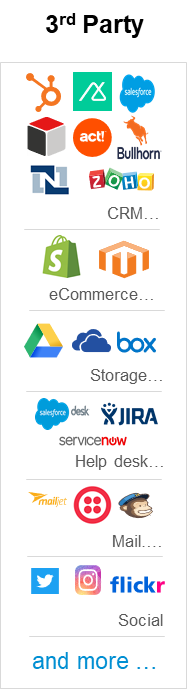 3rd Party
salesforce
act!
Bullhorn
N
ZOHO
CRM...
S
eCommerce...
box
Storage...
salesforce desk
JIRA
servicenow
Help desk...
mailjet
Mail....
flickr
Social
and more ...